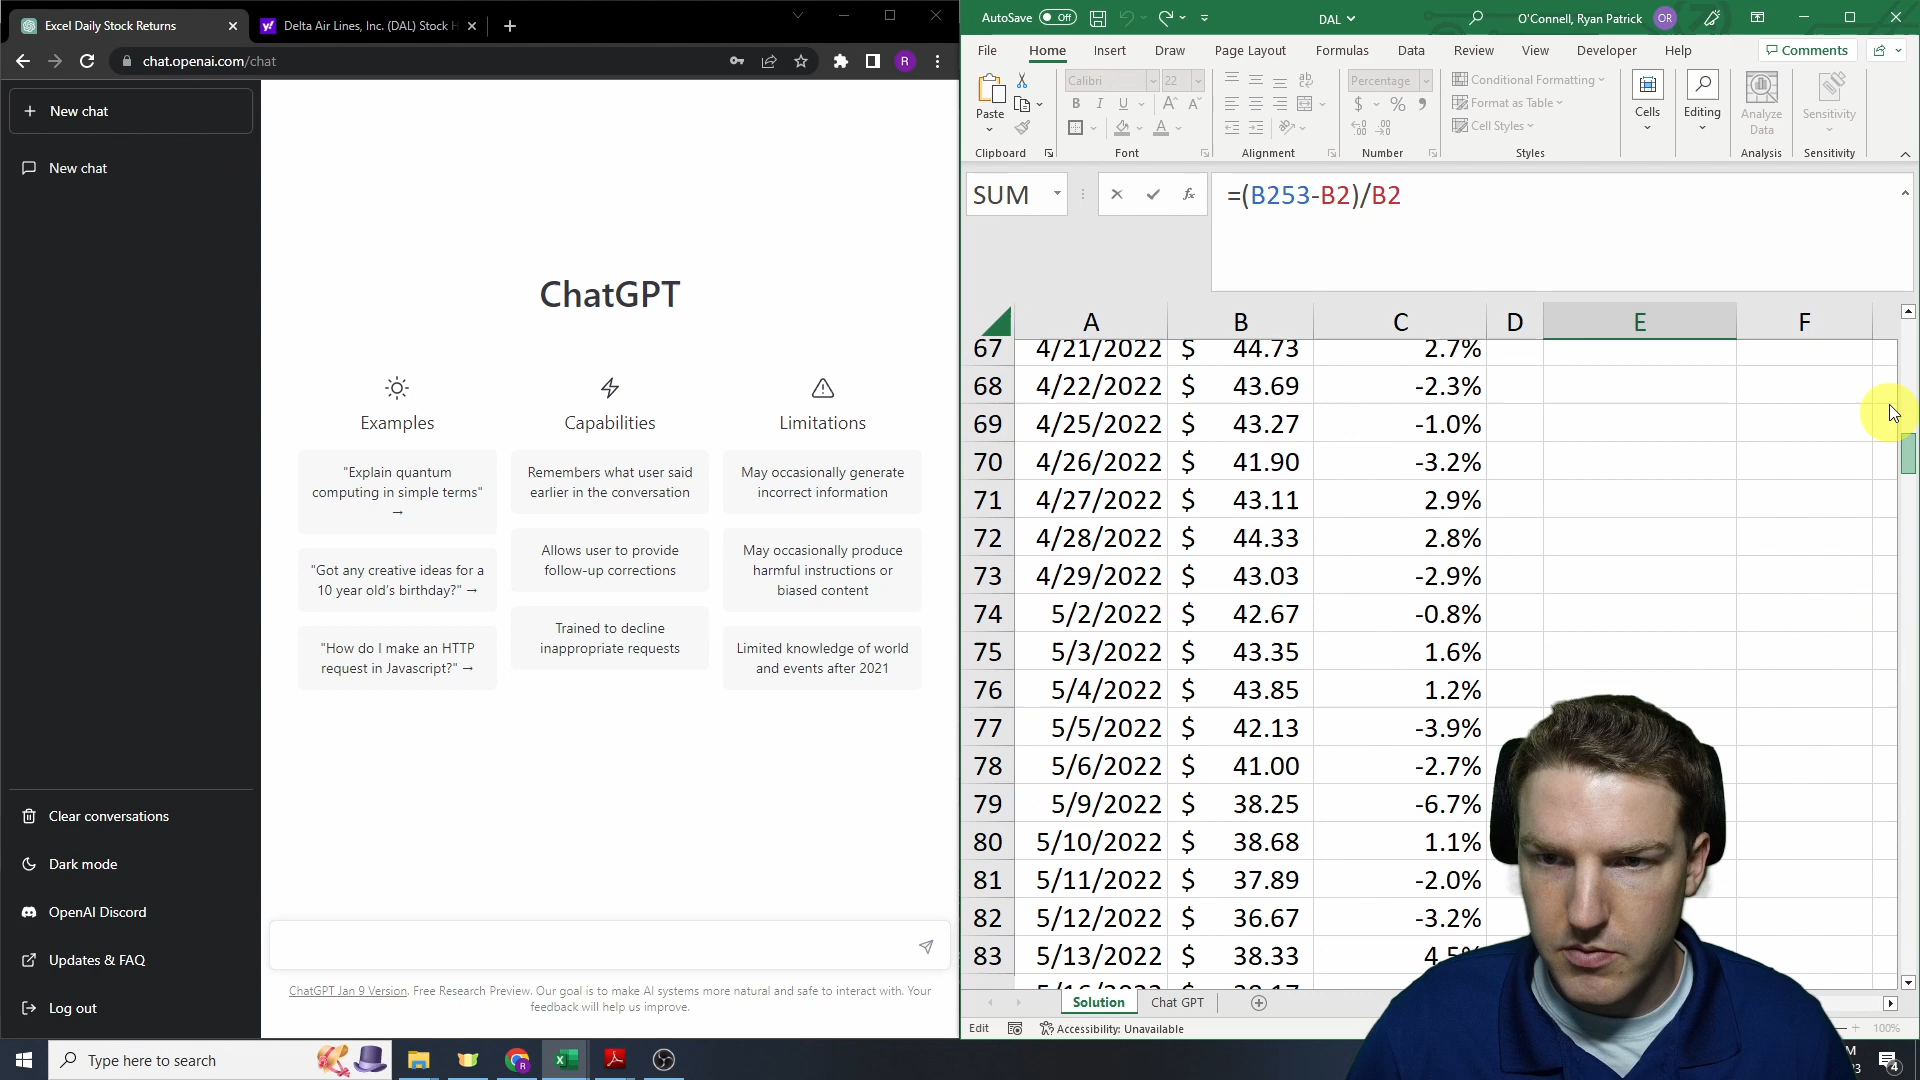 Excel Daily Stock Returns
Delta Air Lines, Inc. (DAL) Stock H
chat.openai.com/chat
R
New chat
New chat
ChatGPT
Examples
Capabilities
Limitations
"Explain quantum
computing in simple terms"
→
Remembers what user said
earlier in the conversation
May occasionally generate
incorrect information
"Got any creative ideas for a
10 year old's birthday?" →
Allows user to provide
follow-up corrections
May occasionally produce
harmful instructions or
biased content
"How do I make an HTTP
request in Javascript?" →
Trained to decline
inappropriate requests
Limited knowledge of world
and events after 2021
Clear conversations
Dark mode
OpenAI Discord
Updates & FAQ
Log out
ChatGPT Jan 9 Version. Free Research Preview. Our goal is to make AI systems more natural and safe to interact with. Your
feedback will help us improve.
Type here to search
AutoSave Off
DAL
O'Connell, Ryan Patrick OR
File Home Insert Draw Page Layout Formulas Data Review View Developer Help Comments
Paste
Clipboard
Calibri 22
B I U A A
A
Font
ab
Alignment
Percentage
$ % ,
Number
Conditional Formatting
Format as Table
Cell Styles
Styles
Cells
Editing
Analyze
Data
Analysis
Sensitivity
Sensitivity
SUM fx =(B253-B2)/B2
A B C D E F
67 4/21/2022 $ 44.73 2.7%
68 4/22/2022 $ 43.69 -2.3%
69 4/25/2022 $ 43.27 -1.0%
70 4/26/2022 $ 41.90 -3.2%
71 4/27/2022 $ 43.11 2.9%
72 4/28/2022 $ 44.33 2.8%
73 4/29/2022 $ 43.03 -2.9%
74 5/2/2022 $ 42.67 -0.8%
75 5/3/2022 $ 43.35 1.6%
76 5/4/2022 $ 43.85 1.2%
77 5/5/2022 $ 42.13 -3.9%
78 5/6/2022 $ 41.00 -2.7%
79 5/9/2022 $ 38.25 -6.7%
80 5/10/2022 $ 38.68 1.1%
81 5/11/2022 $ 37.89 -2.0%
82 5/12/2022 $ 36.67 -3.2%
83 5/13/2022 $ 38.33 4.5%
Solution Chat GPT
Edit Accessibility: Unavailable 100%
4